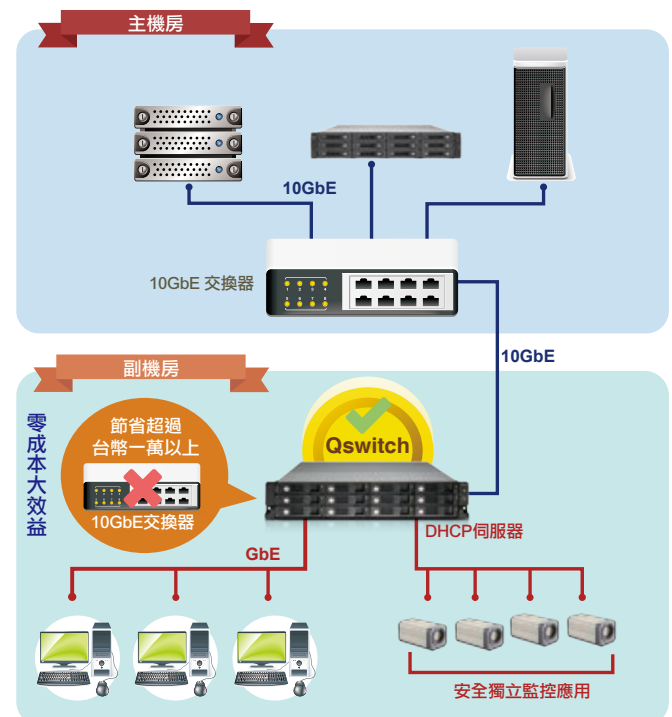 主機房
10GbE
10GbE 交換器
10GbE
副機房
零成本大效益
節省超過
台幣一萬以上
10GbE交換器
Qswitch
DHCP伺服器
GbE
安全獨立監控應用